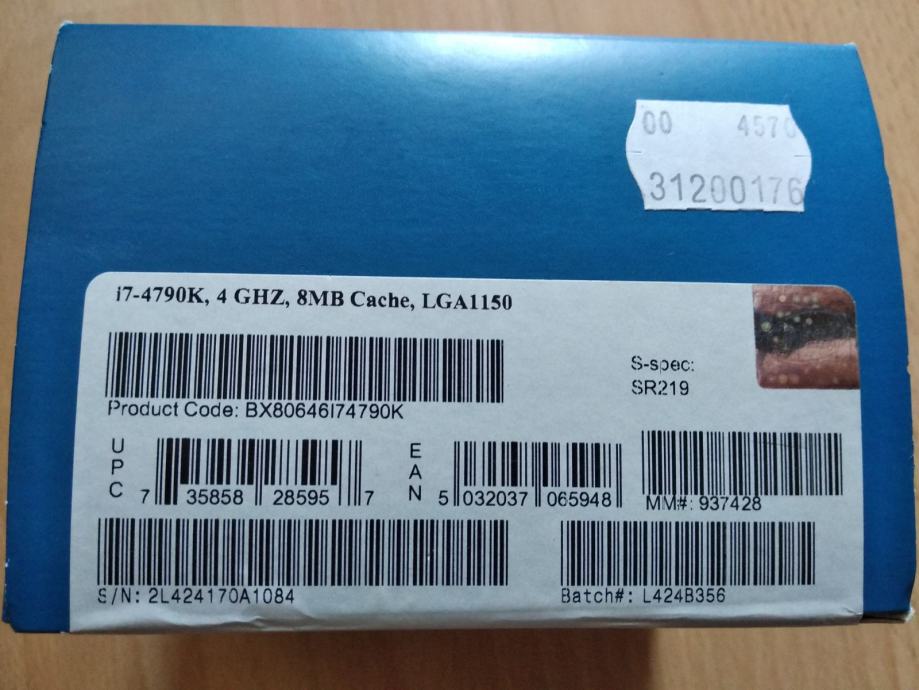 00 4570
31200176
i7-4790K, 4 GHZ, 8MB Cache, LGA1150
S-spec:
SR219
Product Code: BX80646I74790K
UPC
7 35858 28595 7
EAN
5 032037 065948
MM#: 937428
S/N: 2L424170A1084
Batch#: L424B356